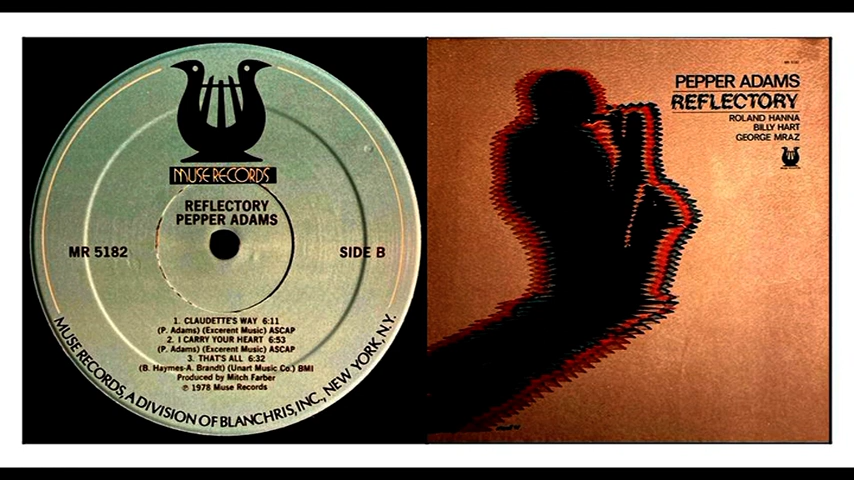 MUSE RECORDS
REFLECTORY
PEPPER ADAMS
MR 5182
SIDE B
1. CLAUDETTE'S WAY 6:11
(P. Adams) (Excerent Music) ASCAP
2. I CARRY YOUR HEART 6:53
(P. Adams) (Excerent Music) ASCAP
3. THAT'S ALL 6:32
(B. Haymes-A. Brandt) (Unart Music Co.) BMI
Produced by Mitch Farber
℗ 1978 Muse Records
MUSE RECORDS, A DIVISION OF BLANCHRIS, INC., NEW YORK, N.Y.
PEPPER ADAMS
REFLECTORY
ROLAND HANNA
BILLY HART
GEORGE MRAZ